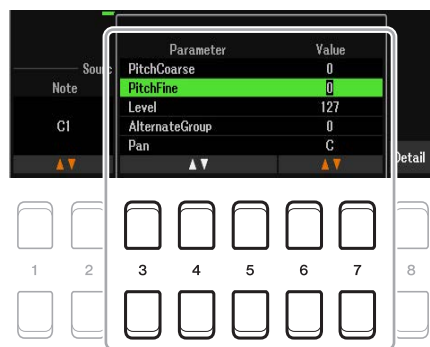 Parameter Value
Sourc
PitchCoarse 0
Note
PitchFine 0
Level 127
C1
AlternateGroup 0
Pan C
Detail
1 2 3 4 5 6 7 8